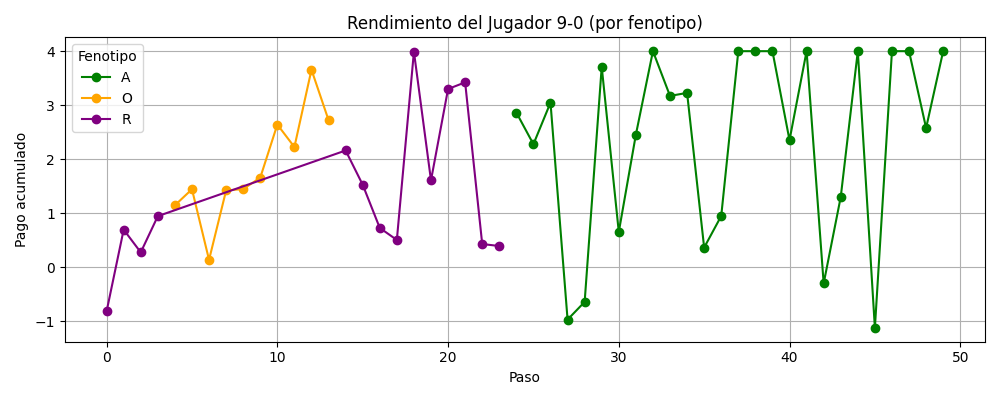 Rendimiento del Jugador 9-0 (por fenotipo)
Fenotipo
A
O
R
Pago acumulado
4
3
2
1
0
−1
0 10 20 30 40 50
Paso